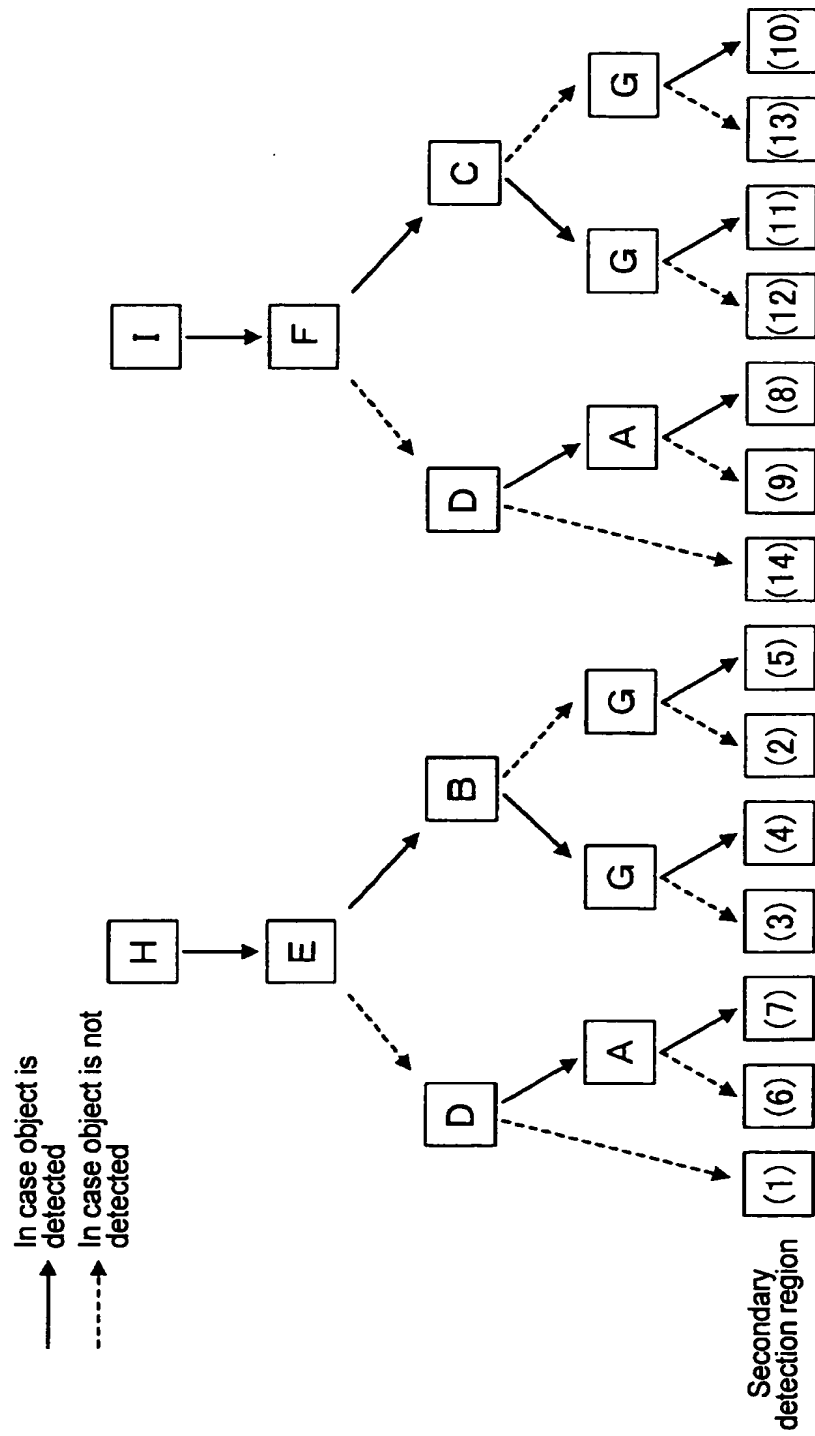 In case object is
detected
In case object is not
detected
H
I
E
F
D
B
D
C
A
G
G
A
G
G
Secondary
detection region
(1)
(6)
(7)
(3)
(4)
(2)
(5)
(14)
(9)
(8)
(12)
(11)
(13)
(10)